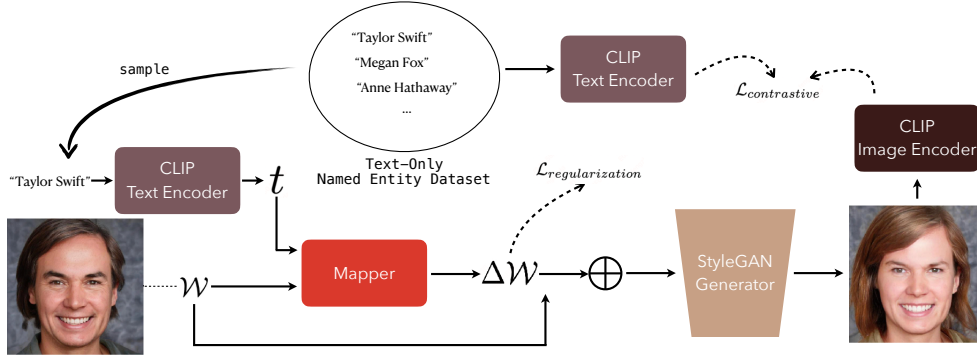 “Taylor Swift”
“Megan Fox”
“Anne Hathaway”
...
Text-Only
Named Entity Dataset
sample
CLIP
Text Encoder
ℒcontrastive
CLIP
Image Encoder
“Taylor Swift”
CLIP
Text Encoder
t
ℒregularization
𝒲
Mapper
Δ𝒲
StyleGAN
Generator